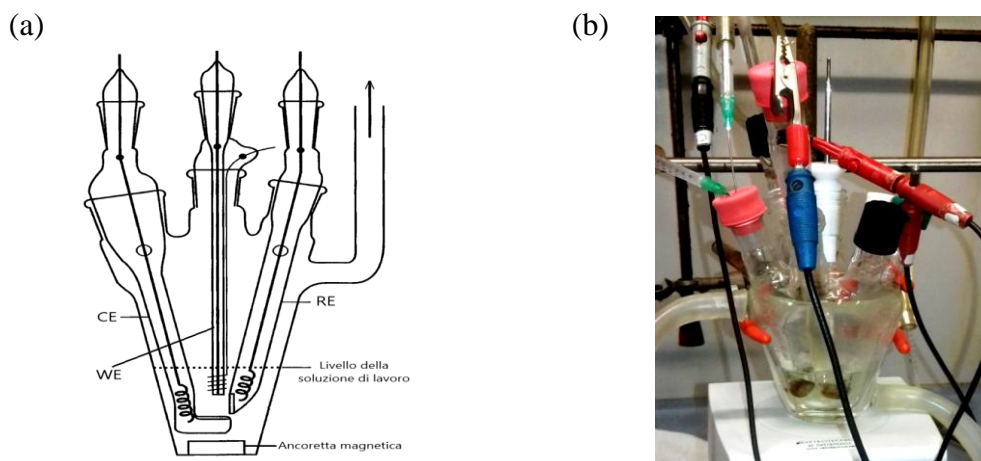 (a)
(b)
CE
RE
WE
Livello della
soluzione di lavoro
Ancoretta magnetica